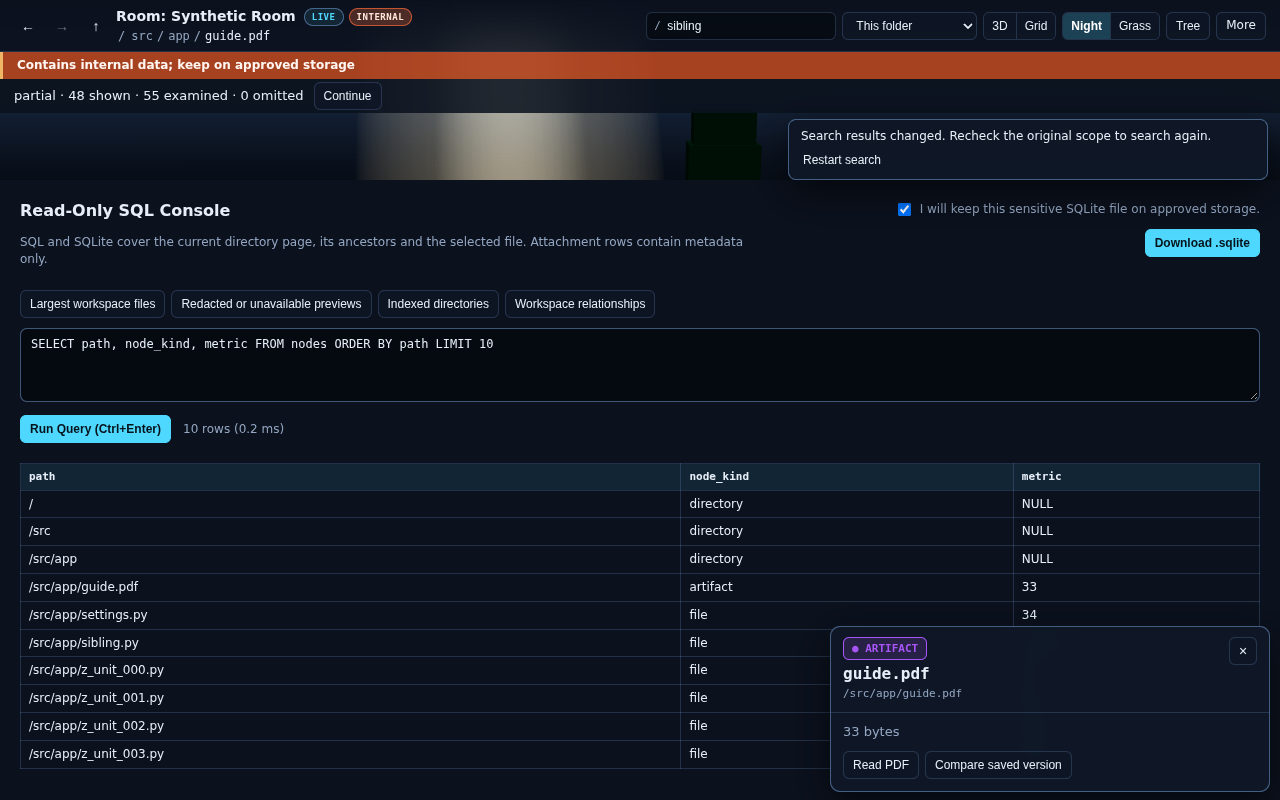 ← → ↑ Room: Synthetic Room LIVE INTERNAL
/ src / app / guide.pdf
/ sibling This folder 3D Grid Night Grass Tree More
Contains internal data; keep on approved storage
partial · 48 shown · 55 examined · 0 omitted Continue
Search results changed. Recheck the original scope to search again.
Restart search
Read-Only SQL Console
I will keep this sensitive SQLite file on approved storage.
SQL and SQLite cover the current directory page, its ancestors and the selected file. Attachment rows contain metadata
only.
Download .sqlite
Largest workspace files Redacted or unavailable previews Indexed directories Workspace relationships
SELECT path, node_kind, metric FROM nodes ORDER BY path LIMIT 10
Run Query (Ctrl+Enter) 10 rows (0.2 ms)
path node_kind metric
/ directory NULL
/src directory NULL
/src/app directory NULL
/src/app/guide.pdf artifact 33
/src/app/settings.py file 34
/src/app/sibling.py file
/src/app/z_unit_000.py file
/src/app/z_unit_001.py file
/src/app/z_unit_002.py file
/src/app/z_unit_003.py file
● ARTIFACT ×
guide.pdf
/src/app/guide.pdf
33 bytes
Read PDF Compare saved version